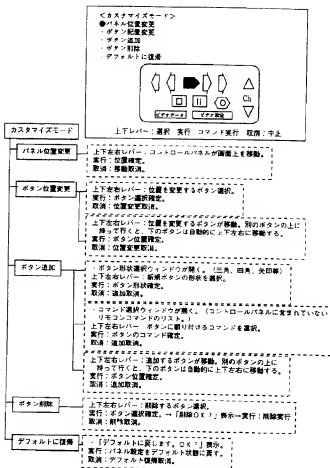 <カスタマイズモード>
●パネル位置変更
・ボタン配置変更
・ボタン追加
・ボタン削除
・デフォルトに復帰
Ch
ビデオデータ ビデオ設定
上下レバー:選択 実行:コマンド実行 取消:中止
カスタマイズモード
パネル位置変更
上下左右レバー:コントロールパネルが画面上を移動。
実行:位置確定。
取消:移動取消。
ボタン位置変更
上下左右レバー:位置を変更するボタン選択。
実行:ボタン選択確定。
取消:位置変更取消。
上下左右レバー:位置を変更するボタンが移動。別のボタンの上に
持って行くと、下のボタンは自動的に上下左右に移動する。
実行:ボタン位置確定。
取消:位置変更取消。
ボタン追加
・ボタン形状選択ウィンドウが開く。(三角、四角、矢印等)
上下左右レバー:新規ボタンの形状を選択。
実行:ボタン形状確定。
取消:追加取消。
・コマンド選択ウィンドウが開く。(コントロールパネルに含まれていない
リモコンコマンドのリスト。)
上下左右レバー:ボタンに割り付けるコマンドを選択。
実行:ボタンのコマンド確定。
取消:追加取消。
上下左右レバー:追加するボタンが移動。別のボタンの上に
持って行くと、下のボタンは自動的に上下左右に移動する。
実行:ボタン位置確定。
取消:追加取消。
ボタン削除
上下左右レバー:削除するボタン選択。
実行:ボタン選択確定。→「削除OK?」表示→実行:削除実行
取消:削除取消。
デフォルトに復帰
・「デフォルトに戻します。OK?」表示。
実行:パネル設定をデフォルト状態に戻す。
取消:デフォルト復帰取消。